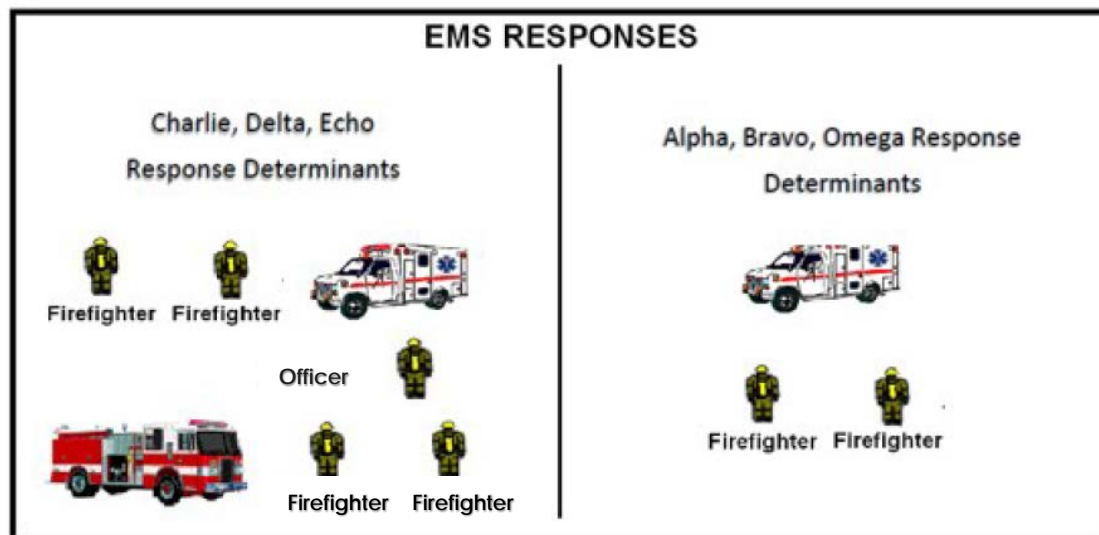 EMS RESPONSES
Charlie, Delta, Echo
Response Determinants
Firefighter Firefighter
Officer
Firefighter Firefighter
Alpha, Bravo, Omega Response
Determinants
Firefighter Firefighter